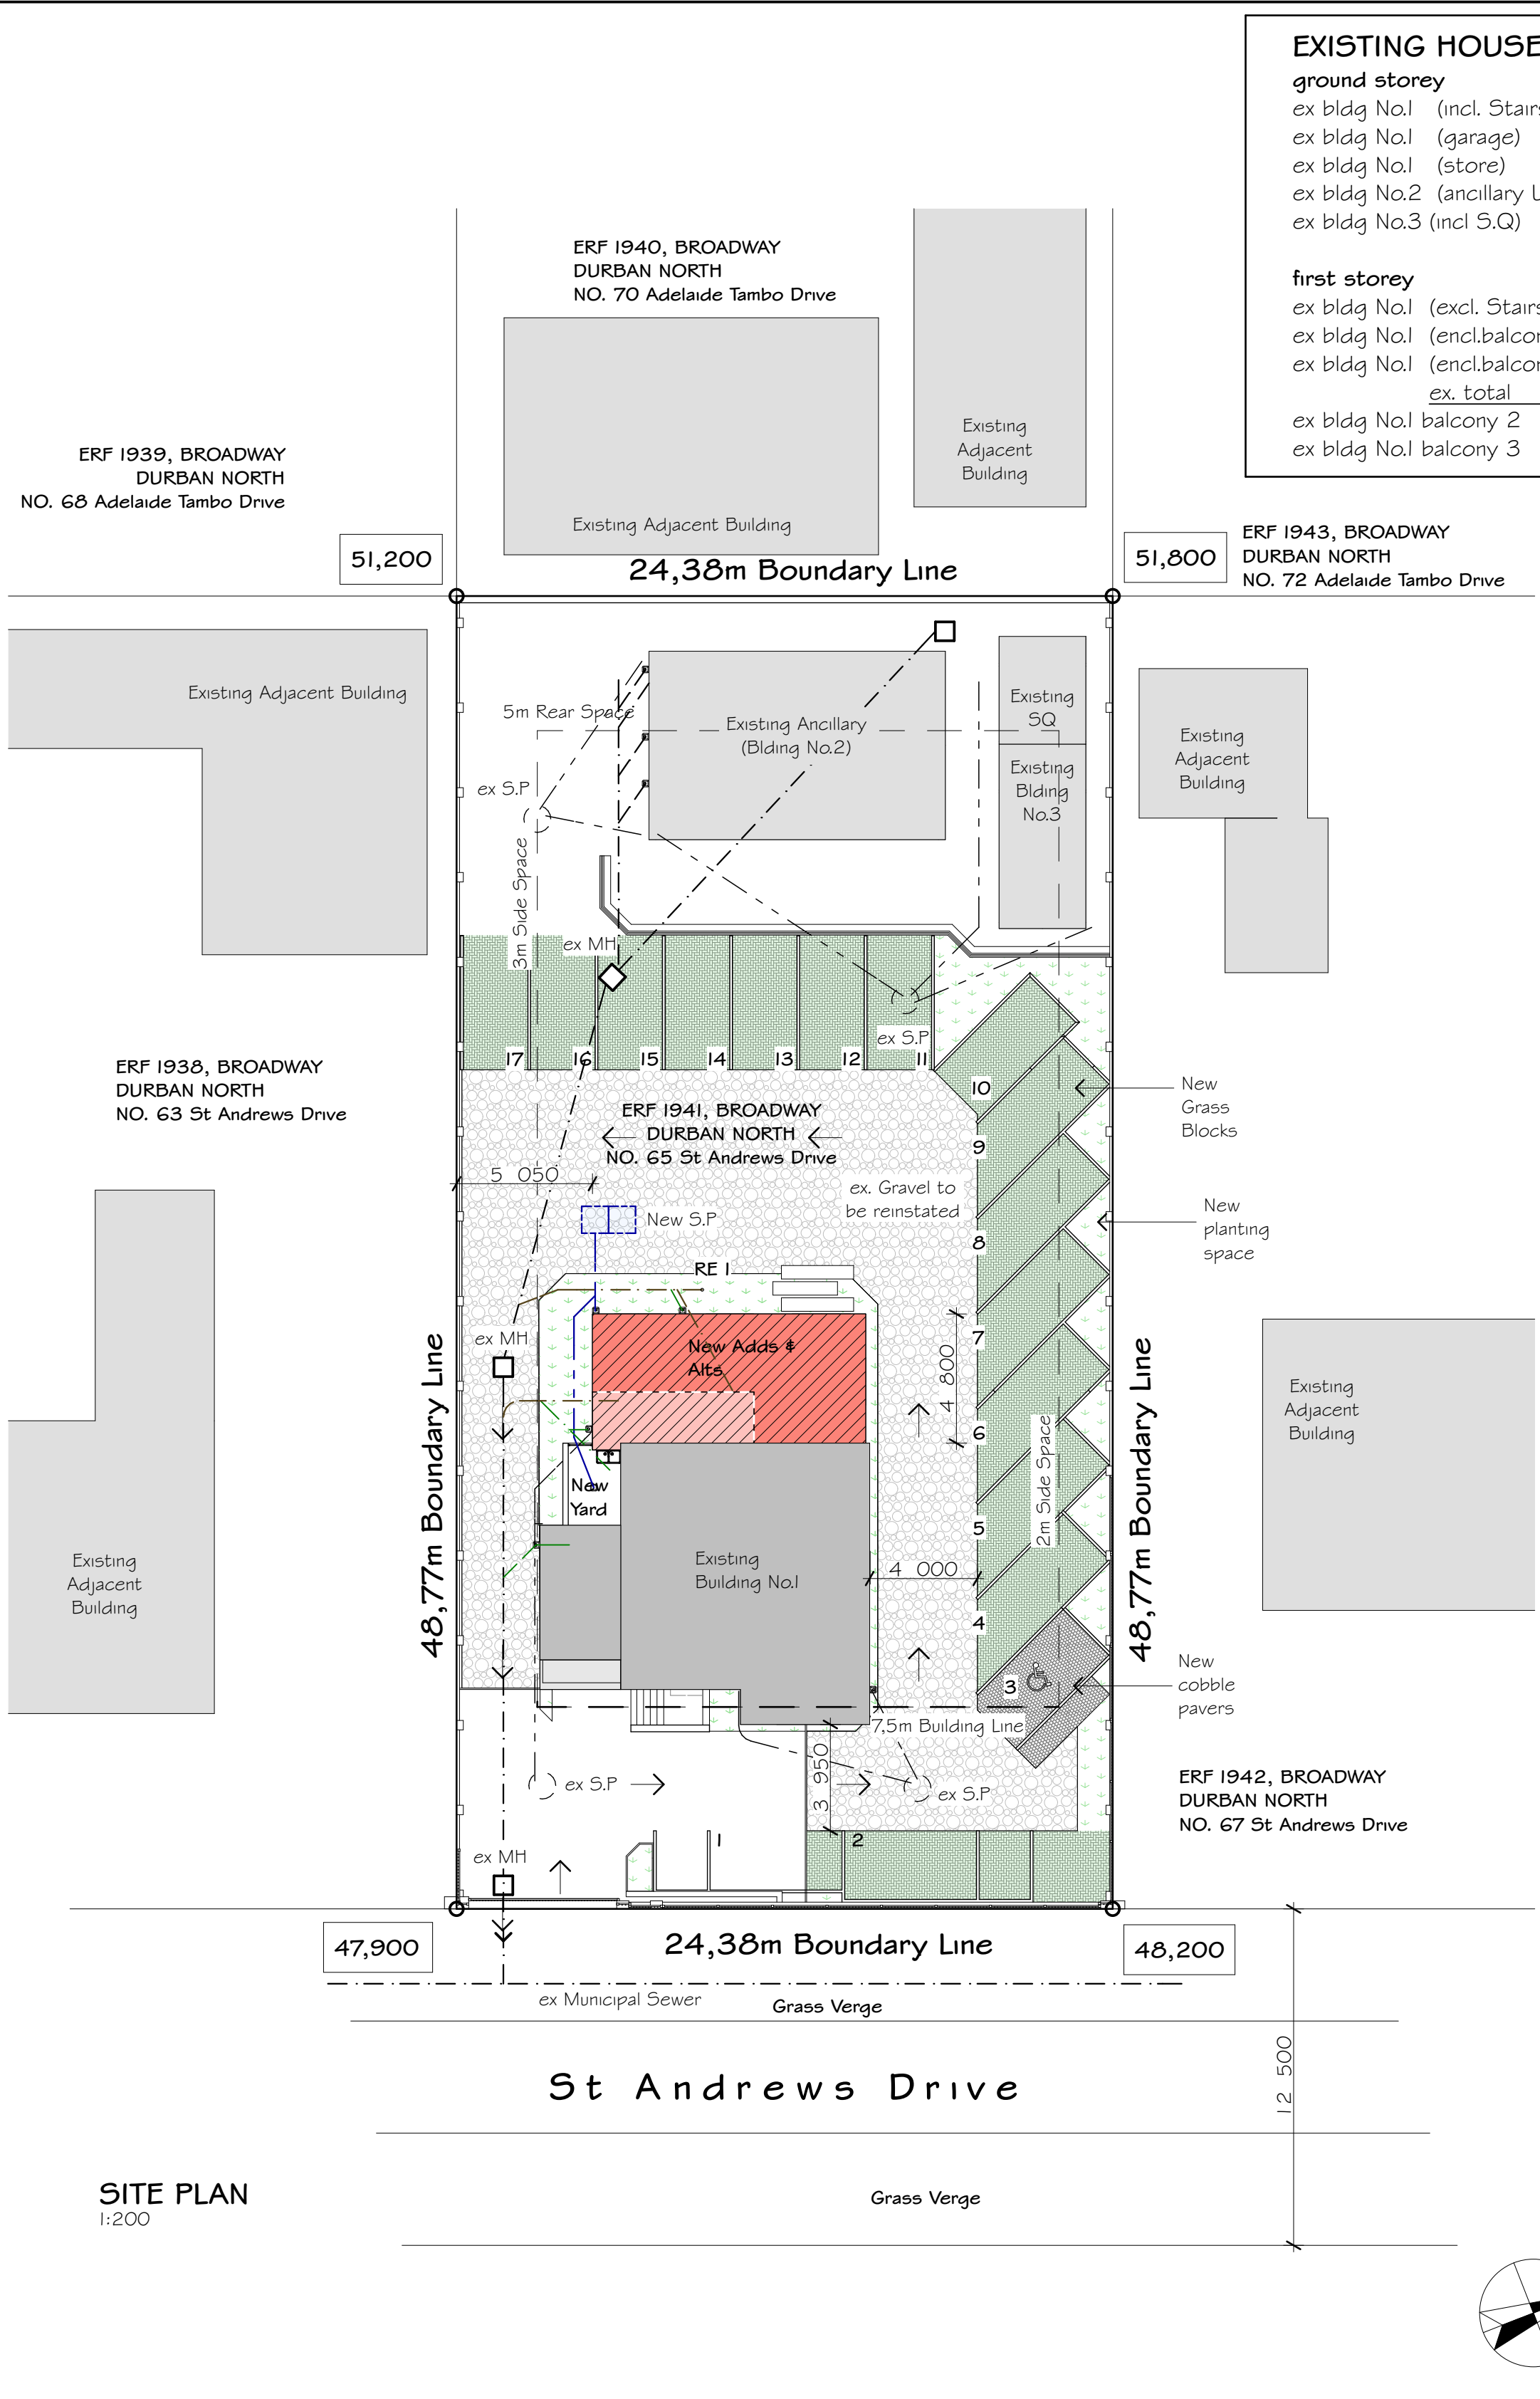 EXISTING HOUSE
ground storey
ex bldg No.1 (incl. Stairs
ex bldg No.1 (garage)
ex bldg No.1 (store)
ex bldg No.2 (ancillary U
ex bldg No.3 (incl S.Q)
first storey
ex bldg No.1 (excl. Stairs
ex bldg No.1 (encl.balcon
ex bldg No.1 (encl.balcon
ex. total
ex bldg No.1 balcony 2
ex bldg No.1 balcony 3
ERF 1940, BROADWAY
DURBAN NORTH
NO. 70 Adelaide Tambo Drive
Existing
Adjacent
Building
ERF 1939, BROADWAY
DURBAN NORTH
NO. 68 Adelaide Tambo Drive
Existing Adjacent Building
51,200
24,38m Boundary Line
51,800
ERF 1943, BROADWAY
DURBAN NORTH
NO. 72 Adelaide Tambo Drive
Existing Adjacent Building
5m Rear Space
Existing Ancillary
(Blding No.2)
Existing
SQ
Existing
Blding
No.3
Existing
Adjacent
Building
ex S.P
3m Side Space
ex MH
ex S.P
17
16
15
14
13
12
11
10
ERF 1938, BROADWAY
DURBAN NORTH
NO. 63 St Andrews Drive
New
Grass
Blocks
ERF 1941, BROADWAY
DURBAN NORTH
NO. 65 St Andrews Drive
9
5 050
ex. Gravel to
be reinstated
New S.P
8
New
planting
space
RE 1
ex MH
New Adds &
Alts
7
4 800
6
48,77m Boundary Line
2m Side Space
48,77m Boundary Line
Existing
Adjacent
Building
New
Yard
5
Existing
Building No.1
4 000
4
Existing
Adjacent
Building
3
New
cobble
pavers
7,5m Building Line
ex S.P
3 950
ex S.P
ERF 1942, BROADWAY
DURBAN NORTH
NO. 67 St Andrews Drive
1
2
ex MH
47,900
24,38m Boundary Line
48,200
ex Municipal Sewer
Grass Verge
St Andrews Drive
12 500
SITE PLAN
1:200
Grass Verge